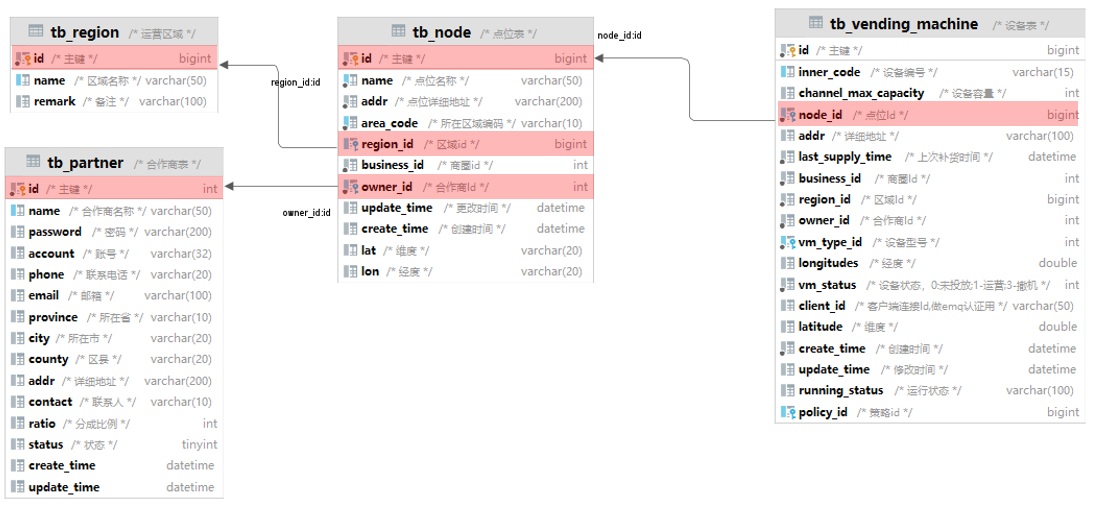 tb_region /* 运营区域 */
id /* 主键 */ bigint
name /* 区域名称 */ varchar(50)
remark /* 备注 */ varchar(100)
region_id:id
tb_partner /* 合作商表 */
id /* 主键 */ int
name /* 合作商名称 */ varchar(50)
password /* 密码 */ varchar(200)
account /* 账号 */ varchar(32)
phone /* 联系电话 */ varchar(20)
email /* 邮箱 */ varchar(100)
province /* 所在省 */ varchar(10)
city /* 所在市 */ varchar(20)
county /* 区县 */ varchar(20)
addr /* 详细地址 */ varchar(200)
contact /* 联系人 */ varchar(10)
ratio /* 分成比例 */ int
status /* 状态 */ tinyint
create_time datetime
update_time datetime
owner_id:id
tb_node /* 点位表 */
id /* 主键 */ bigint
name /* 点位名称 */ varchar(50)
addr /* 点位详细地址 */ varchar(200)
area_code /* 所在区域编码 */ varchar(10)
region_id /* 区域id */ bigint
business_id /* 商圈id */ int
owner_id /* 合作商Id */ int
update_time /* 更改时间 */ datetime
create_time /* 创建时间 */ datetime
lat /* 维度 */ varchar(20)
lon /* 经度 */ varchar(20)
node_id:id
tb_vending_machine /* 设备表 */
id /* 主键 */ bigint
inner_code /* 设备编号 */ varchar(15)
channel_max_capacity /* 设备容量 */ int
node_id /* 点位Id */ bigint
addr /* 详细地址 */ varchar(100)
last_supply_time /* 上次补货时间 */ datetime
business_id /* 商圈Id */ int
region_id /* 区域Id */ bigint
owner_id /* 合作商Id */ int
vm_type_id /* 设备型号 */ int
longitudes /* 经度 */ double
vm_status /* 设备状态，0:未投放;1-运营;3-撤机 */ int
client_id /* 客户端连接Id,做emq认证用 */ varchar(50)
latitude /* 维度 */ double
create_time /* 创建时间 */ datetime
update_time /* 修改时间 */ datetime
running_status /* 运行状态 */ varchar(100)
policy_id /* 策略id */ bigint